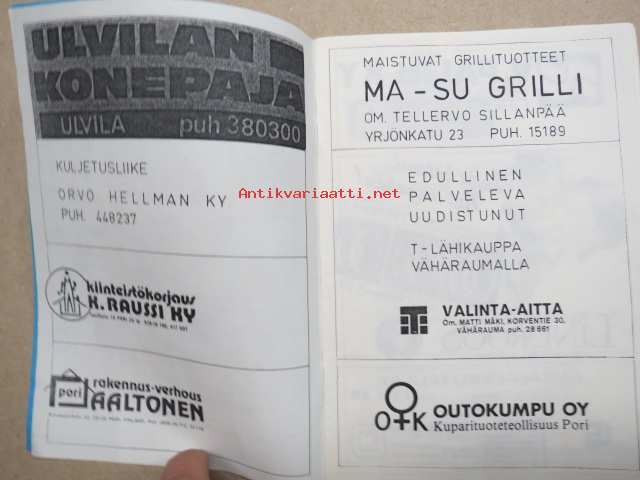 ULVILAN
KONEPAJA
ULVILA puh 380300
KULJETUSLIIKE
ORVO HELLMAN KY
PUH. 448237
kiinteistökorjaus
K. RAUSSI KY
rakennus-verhous
pori AALTONEN
MAISTUVAT GRILLITUOTTEET
MA-SU GRILLI
OM. TELLERVO SILLANPÄÄ
YRJÖNKATU 23 PUH. 15189
EDULLINEN
PALVELEVA
UUDISTUNUT
T-LÄHIKAUPPA
VÄHÄRAUMALLA
VALINTA-AITTA
Om. MATTI MÄKI, KORVENTIE 30,
VÄHÄRAUMA puh. 28 661
OK OUTOKUMPU OY
Kuparituoteteollisuus Pori
Antikvariaatti.net